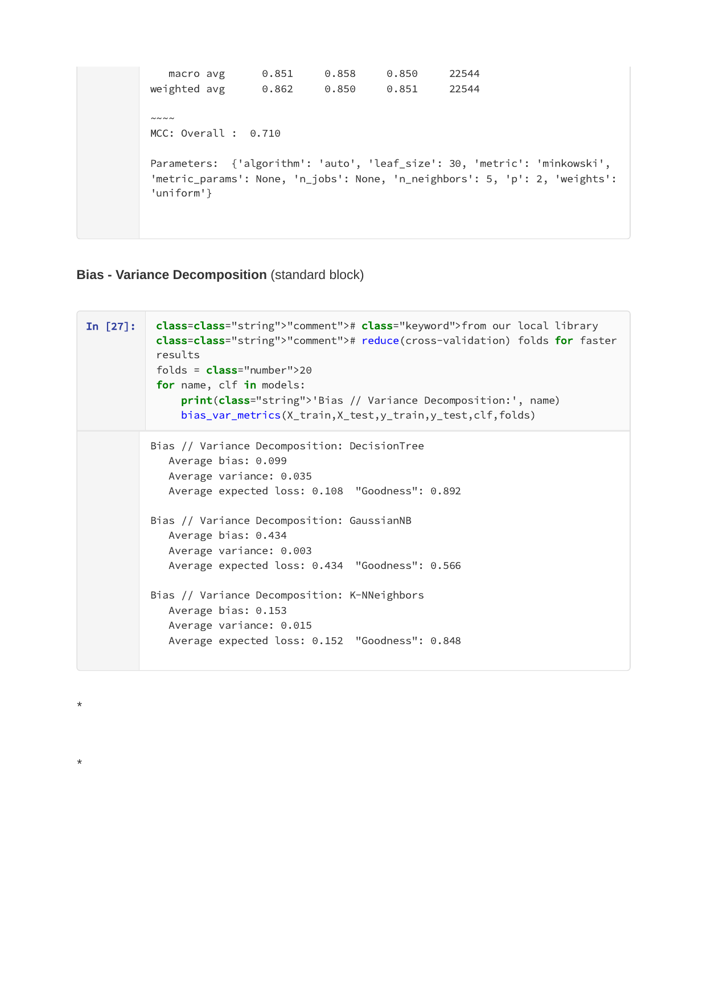 macro avg      0.851     0.858     0.850     22544
weighted avg      0.862     0.850     0.851     22544
~~~~
MCC: Overall :  0.710
Parameters:  {'algorithm': 'auto', 'leaf_size': 30, 'metric': 'minkowski',
'metric_params': None, 'n_jobs': None, 'n_neighbors': 5, 'p': 2, 'weights':
'uniform'}
Bias - Variance Decomposition (standard block)
In [27]:
class=class="string">"comment"># class="keyword">from our local library
class=class="string">"comment"># reduce(cross-validation) folds for faster
results
folds = class="number">20
for name, clf in models:
    print(class="string">'Bias // Variance Decomposition:', name)
    bias_var_metrics(X_train,X_test,y_train,y_test,clf,folds)
Bias // Variance Decomposition: DecisionTree
   Average bias: 0.099
   Average variance: 0.035
   Average expected loss: 0.108  "Goodness": 0.892
Bias // Variance Decomposition: GaussianNB
   Average bias: 0.434
   Average variance: 0.003
   Average expected loss: 0.434  "Goodness": 0.566
Bias // Variance Decomposition: K-NNeighbors
   Average bias: 0.153
   Average variance: 0.015
   Average expected loss: 0.152  "Goodness": 0.848
*
*